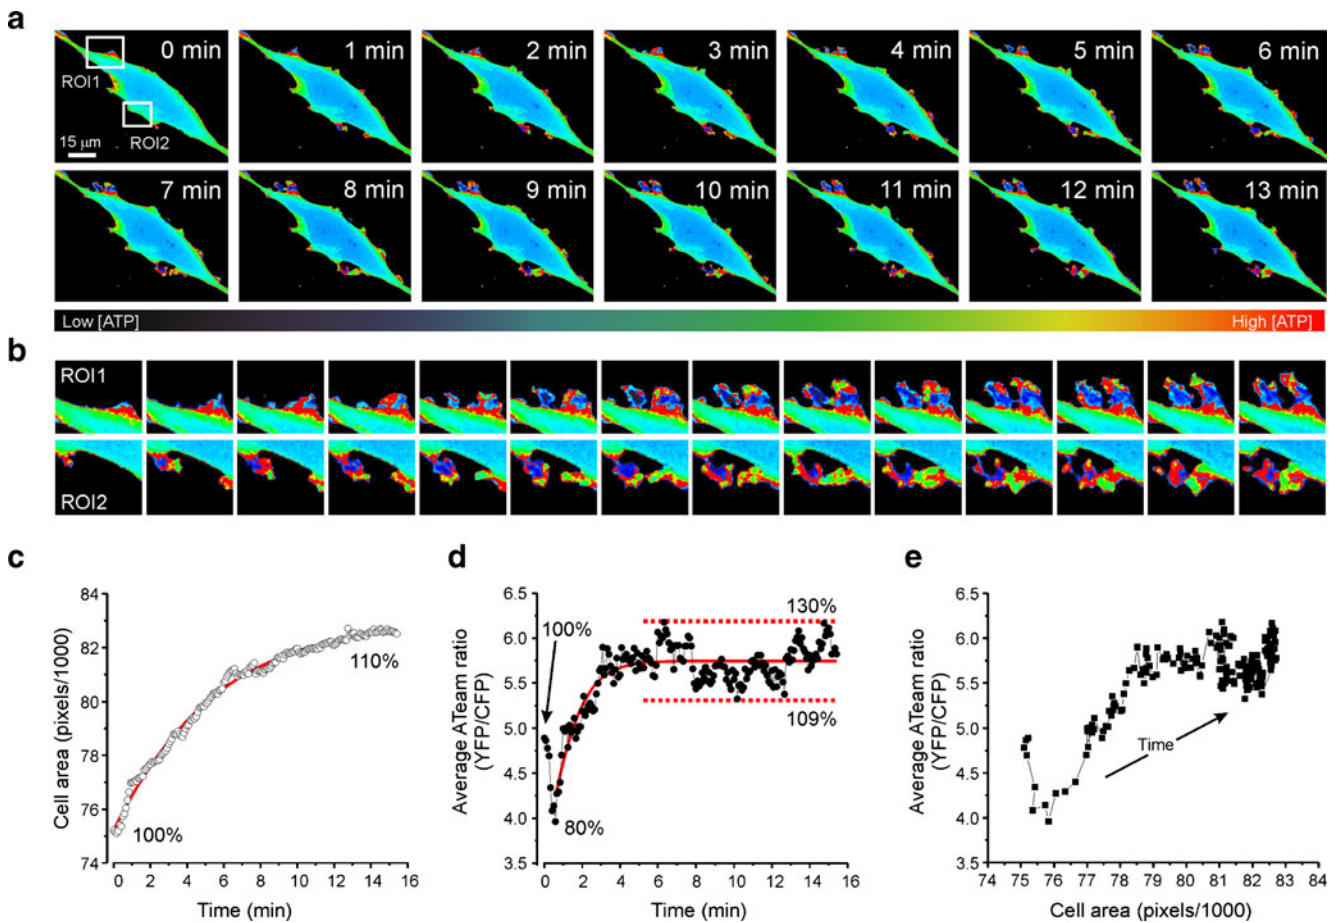 a
0 min 1 min 2 min 3 min 4 min 5 min 6 min
ROI1
ROI2
15 μm
7 min 8 min 9 min 10 min 11 min 12 min 13 min
Low [ATP] High [ATP]
b
ROI1
ROI2
c
84
82
80
78
76
74
Cell area (pixels/1000)
100%
110%
0 2 4 6 8 10 12 14 16
Time (min)
d
6.5
6.0
5.5
5.0
4.5
4.0
3.5
Average ATeam ratio
(YFP/CFP)
100%
130%
109%
80%
0 2 4 6 8 10 12 14 16
Time (min)
e
6.5
6.0
5.5
5.0
4.5
4.0
3.5
Average ATeam ratio
(YFP/CFP)
Time
74 75 76 77 78 79 80 81 82 83 84
Cell area (pixels/1000)